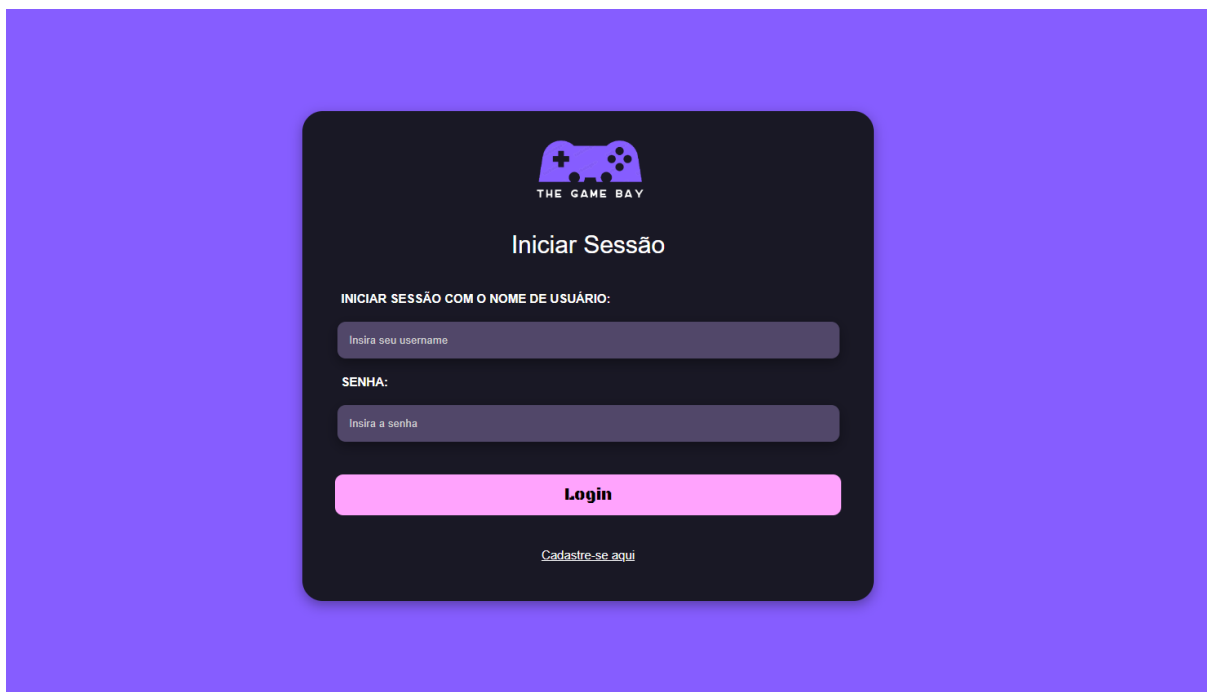 THE GAME BAY
Iniciar Sessão
INICIAR SESSÃO COM O NOME DE USUÁRIO:
Insira seu username
SENHA:
Insira a senha
Login
Cadastre-se aqui